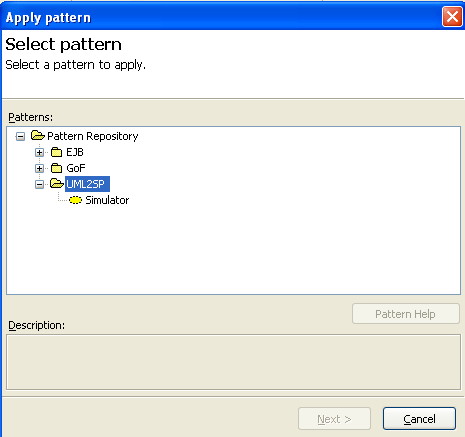 Apply pattern
Select pattern
Select a pattern to apply.
Patterns:
Pattern Repository
EJB
GoF
UML2SP
Simulator
Pattern Help
Description:
Next >
Cancel